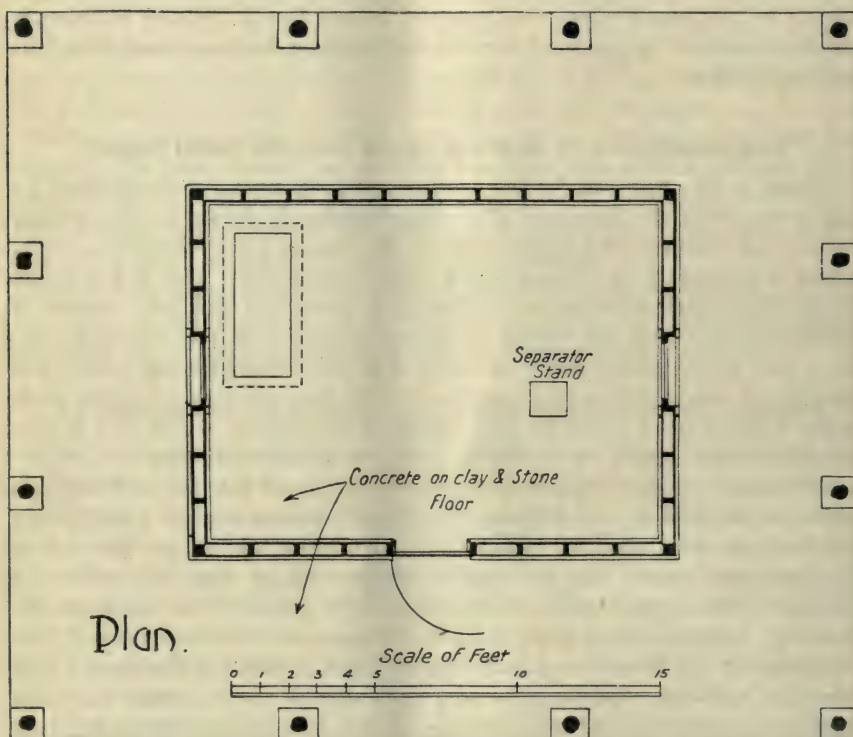 Separator
Stand
Concrete on clay & Stone
Floor
Plan.
Scale of Feet
0 1 2 3 4 5 10 15